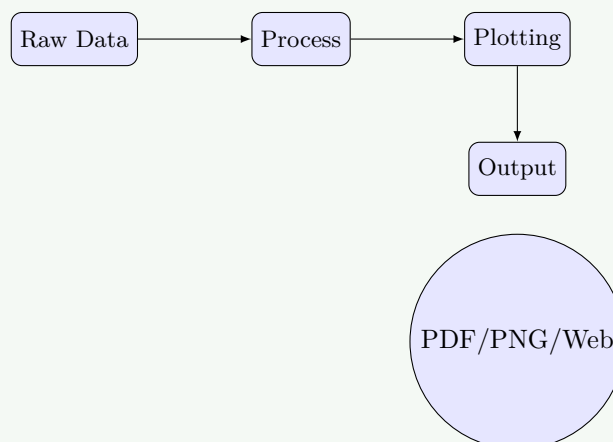 Raw Data
Process
Plotting
Output
PDF/PNG/Web